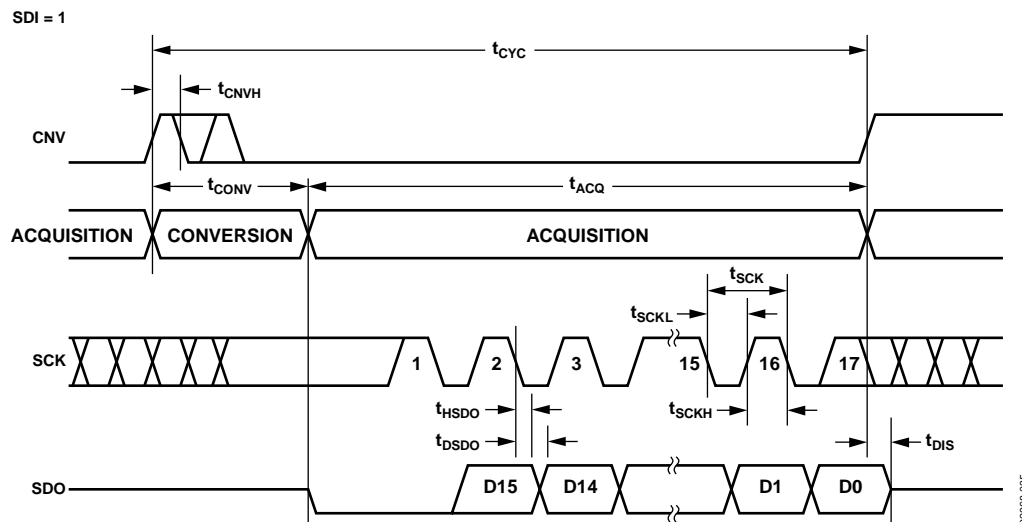 SDI = 1
tCYC
tCNVH
CNV
tCONV
tACQ
ACQUISITION CONVERSION ACQUISITION
tSCK
tSCKL
SCK 1 2 3 15 16 17
tHSDO
tSCKH
tDSDO
tDIS
SDO D15 D14 D1 D0